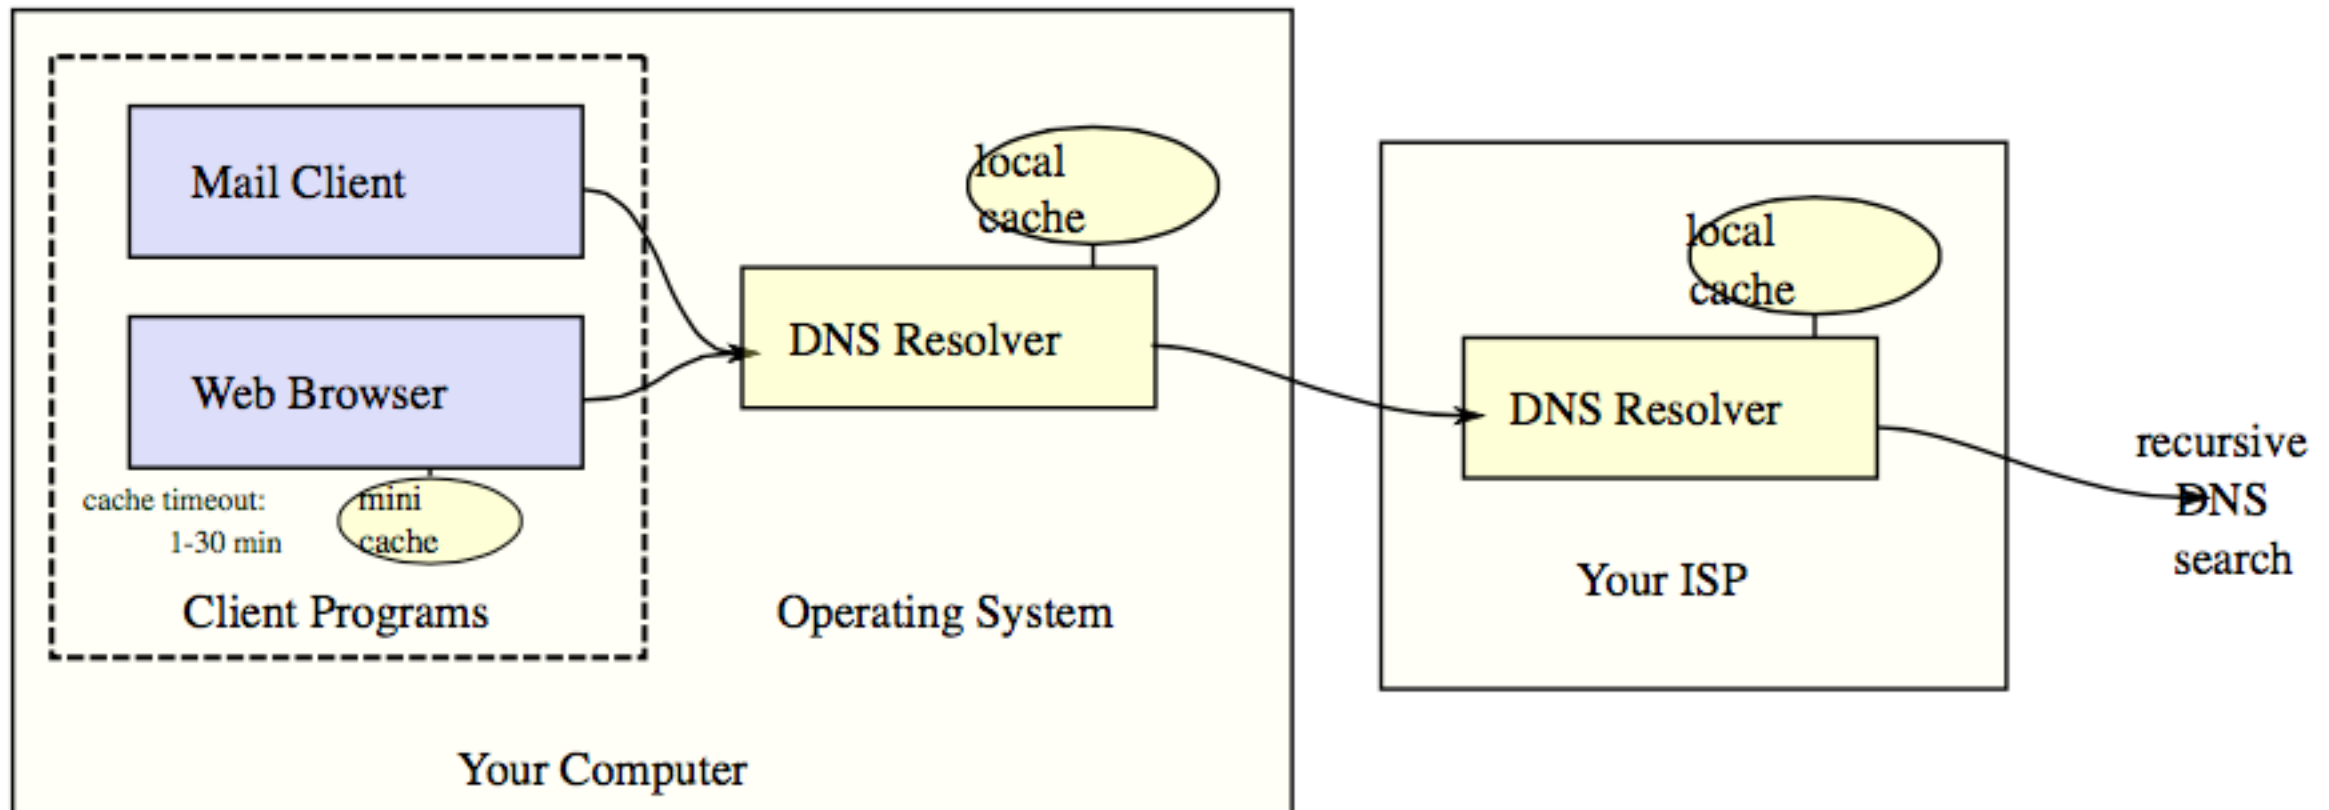 Mail Client
local
cache
local
cache
DNS Resolver
Web Browser
DNS Resolver
recursive
DNS
search
cache timeout:
1-30 min
mini
cache
Client Programs
Operating System
Your ISP
Your Computer